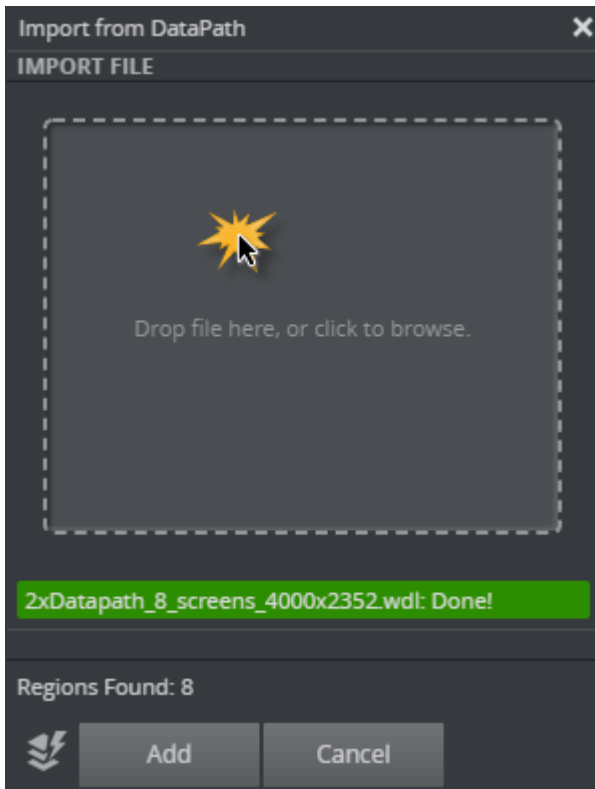 Import from DataPath
IMPORT FILE
Drop file here, or click to browse.
2xDatapath_8_screens_4000x2352.wdl: Done!
Regions Found: 8
Add
Cancel